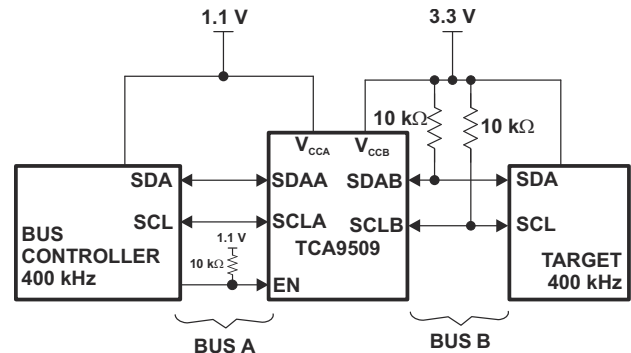 1.1 V
3.3 V
10 kΩ
10 kΩ
VCCA
VCCB
SDA
SDAA
SDAB
SDA
SCL
SCLA
SCLB
SCL
BUS
CONTROLLER
400 kHz
1.1 V
10 kΩ
TCA9509
EN
TARGET
400 kHz
BUS A
BUS B